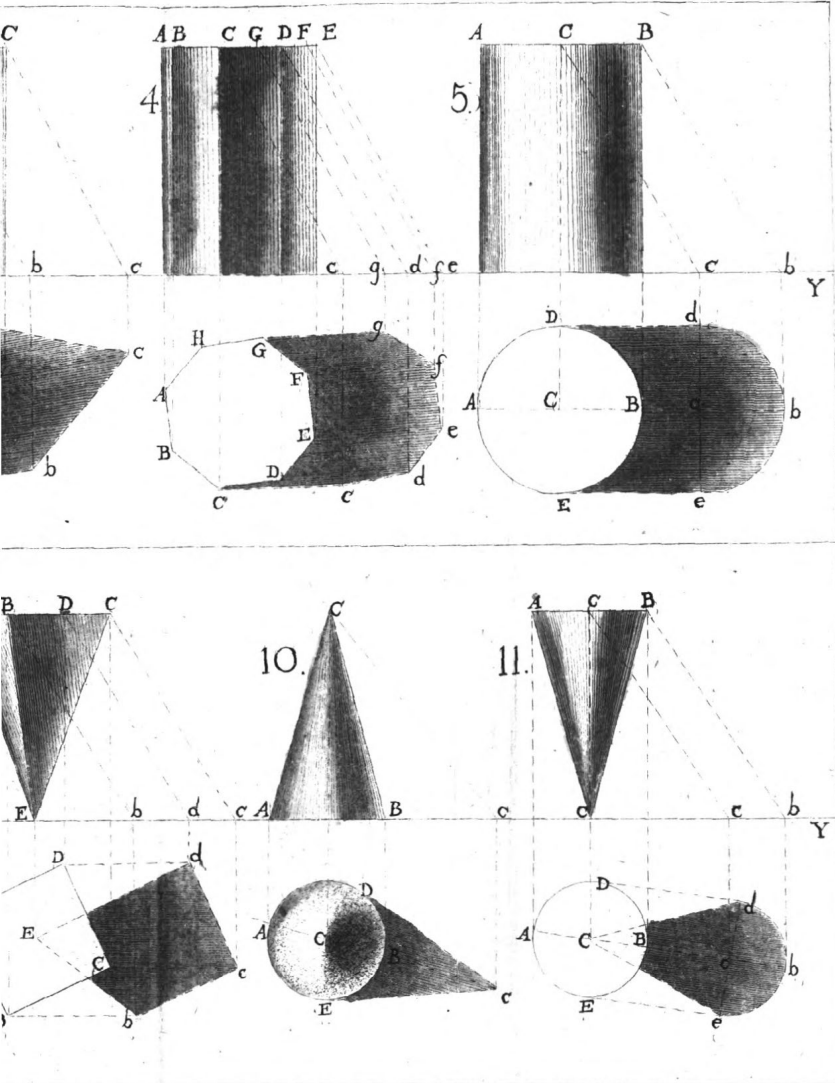 C A B C G D F E A C B
4. 5.
b c c g d f e c b
Y
c H G g D d
F f
A A C B c b
B E e
b D d
C c E e
B D C C A C B
10. 11.
E b d c A B c C c b
Y
D d D D d
E A C B A C B c b
C c c
b b E E e